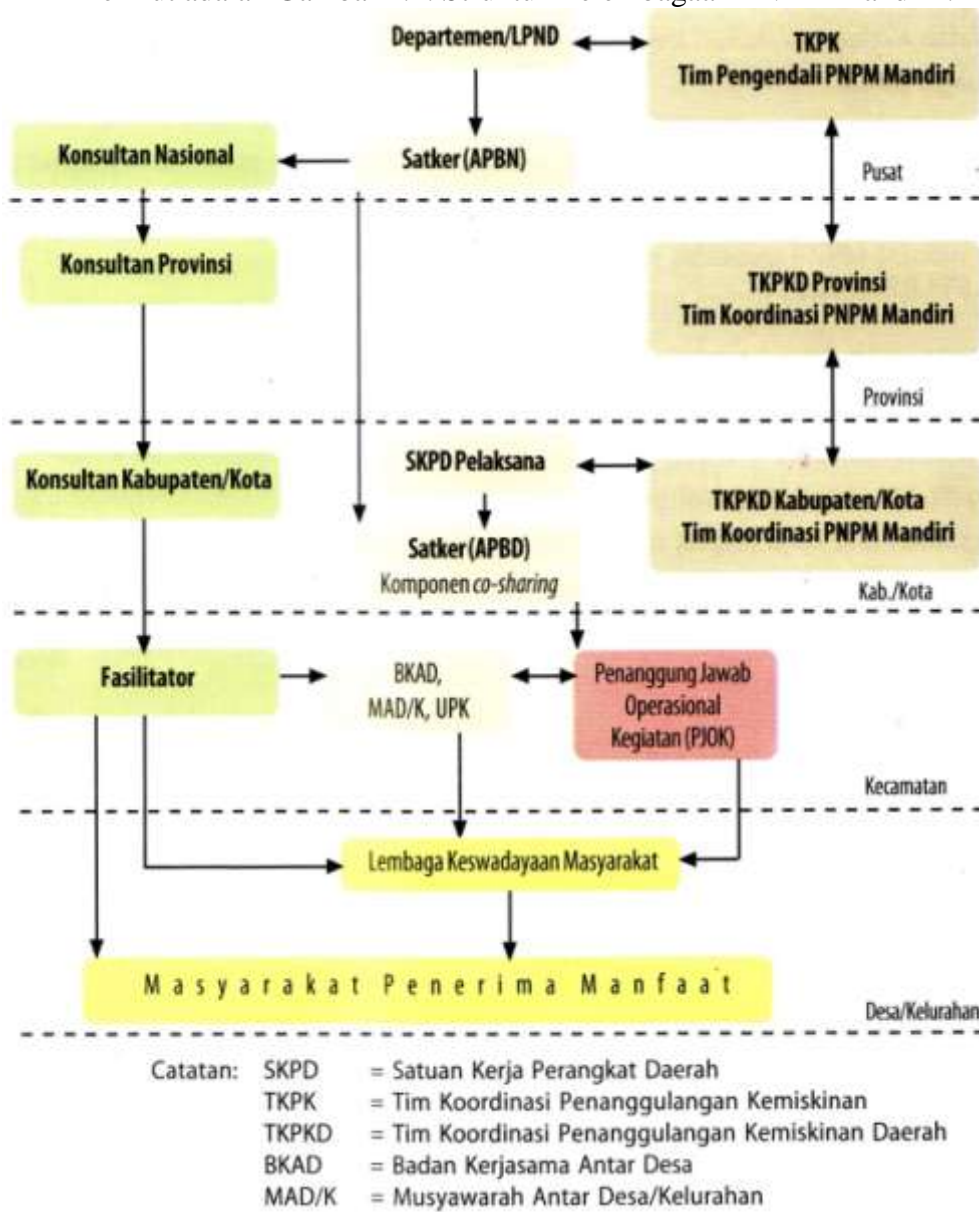 Departemen/LPND
TKPK
Tim Pengendali PNPM Mandiri
Konsultan Nasional
Satker (APBN)
Pusat
Konsultan Provinsi
TKPKD Provinsi
Tim Koordinasi PNPM Mandiri
Provinsi
Konsultan Kabupaten/Kota
SKPD Pelaksana
TKPKD Kabupaten/Kota
Tim Koordinasi PNPM Mandiri
Satker (APBD)
Komponen co-sharing
Kab./Kota
Fasilitator
BKAD,
MAD/K, UPK
Penanggung Jawab
Operasional
Kegiatan (PJOK)
Kecamatan
Lembaga Keswadayaan Masyarakat
Masyarakat Penerima Manfaat
Desa/Kelurahan
Catatan: SKPD = Satuan Kerja Perangkat Daerah
TKPK = Tim Koordinasi Penanggulangan Kemiskinan
TKPKD = Tim Koordinasi Penanggulangan Kemiskinan Daerah
BKAD = Badan Kerjasama Antar Desa
MAD/K = Musyawarah Antar Desa/Kelurahan